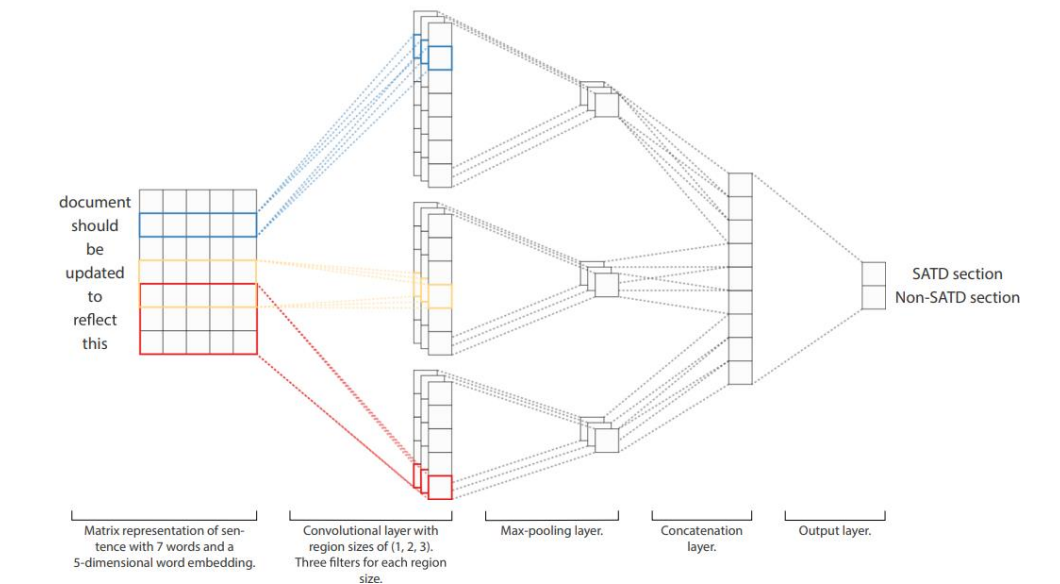 document
should
be
updated
to
reflect
this
SATD section
Non-SATD section
Matrix representation of sen-
tence with 7 words and a
5-dimensional word embedding.
Convolutional layer with
region sizes of (1, 2, 3).
Three filters for each region
size.
Max-pooling layer.
Concatenation
layer.
Output layer.